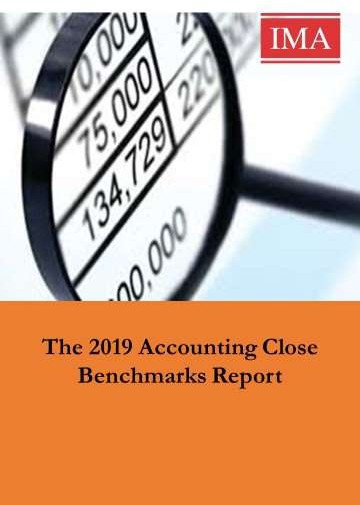 IMA
10,000
75,000
220
134,729
00,000
The 2019 Accounting Close
Benchmarks Report